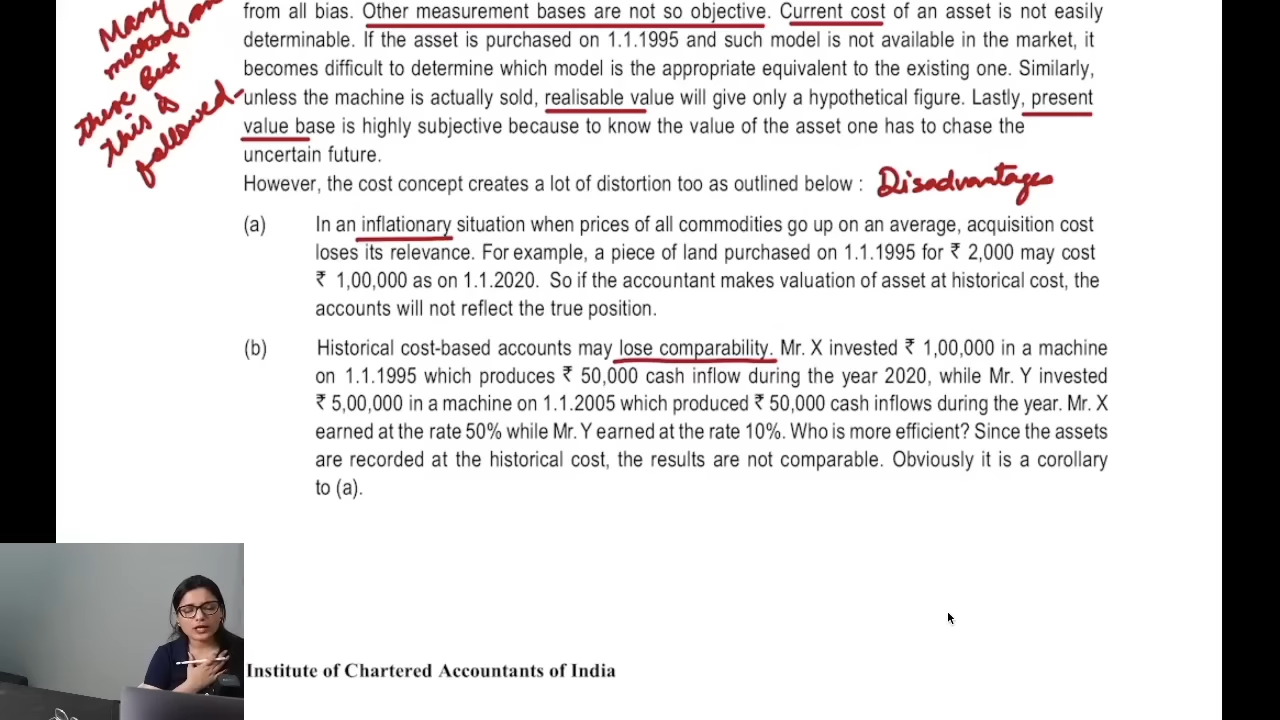 Many
methods are
there But
this is
followed
from all bias. Other measurement bases are not so objective. Current cost of an asset is not easily
determinable. If the asset is purchased on 1.1.1995 and such model is not available in the market, it
becomes difficult to determine which model is the appropriate equivalent to the existing one. Similarly,
unless the machine is actually sold, realisable value will give only a hypothetical figure. Lastly, present
value base is highly subjective because to know the value of the asset one has to chase the
uncertain future.
However, the cost concept creates a lot of distortion too as outlined below : Disadvantages
(a) In an inflationary situation when prices of all commodities go up on an average, acquisition cost
loses its relevance. For example, a piece of land purchased on 1.1.1995 for ₹ 2,000 may cost
₹ 1,00,000 as on 1.1.2020. So if the accountant makes valuation of asset at historical cost, the
accounts will not reflect the true position.
(b) Historical cost-based accounts may lose comparability. Mr. X invested ₹ 1,00,000 in a machine
on 1.1.1995 which produces ₹ 50,000 cash inflow during the year 2020, while Mr. Y invested
₹ 5,00,000 in a machine on 1.1.2005 which produced ₹ 50,000 cash inflows during the year. Mr. X
earned at the rate 50% while Mr. Y earned at the rate 10%. Who is more efficient? Since the assets
are recorded at the historical cost, the results are not comparable. Obviously it is a corollary
to (a).
Institute of Chartered Accountants of India